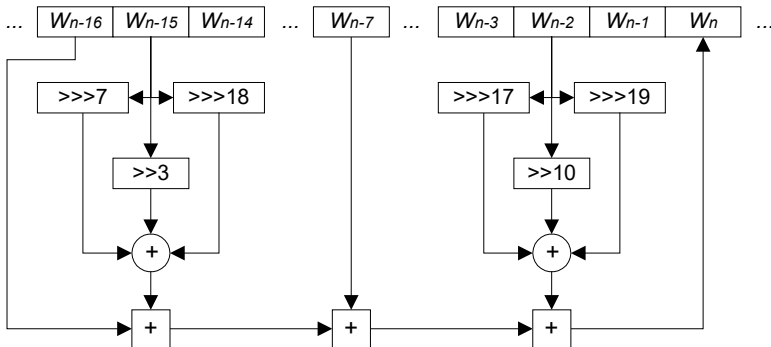 ... Wn-16 Wn-15 Wn-14 ... Wn-7 ... Wn-3 Wn-2 Wn-1 Wn ...
>>>7 >>>18 >>>17 >>>19
>>3 >>10
+ +
+ + +